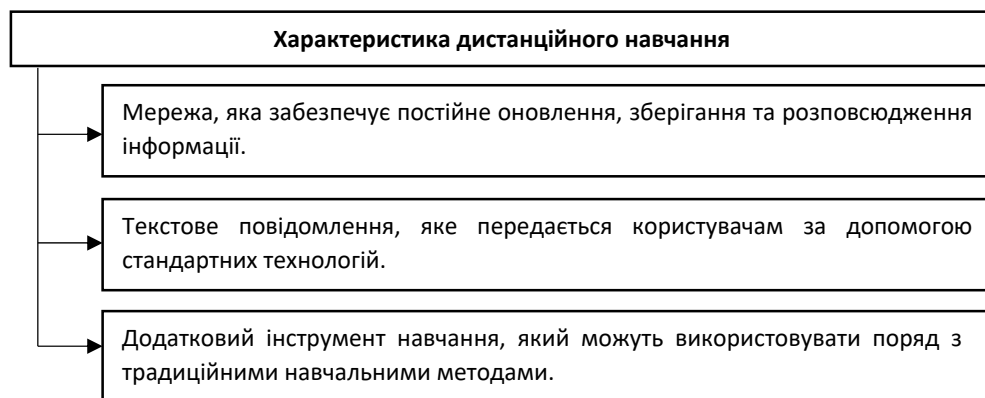 Характеристика дистанційного навчання
Мережа, яка забезпечує постійне оновлення, зберігання та розповсюдження
інформації.
Текстове повідомлення, яке передається користувачам за допомогою
стандартних технологій.
Додатковий інструмент навчання, який можуть використовувати поряд з
традиційними навчальними методами.